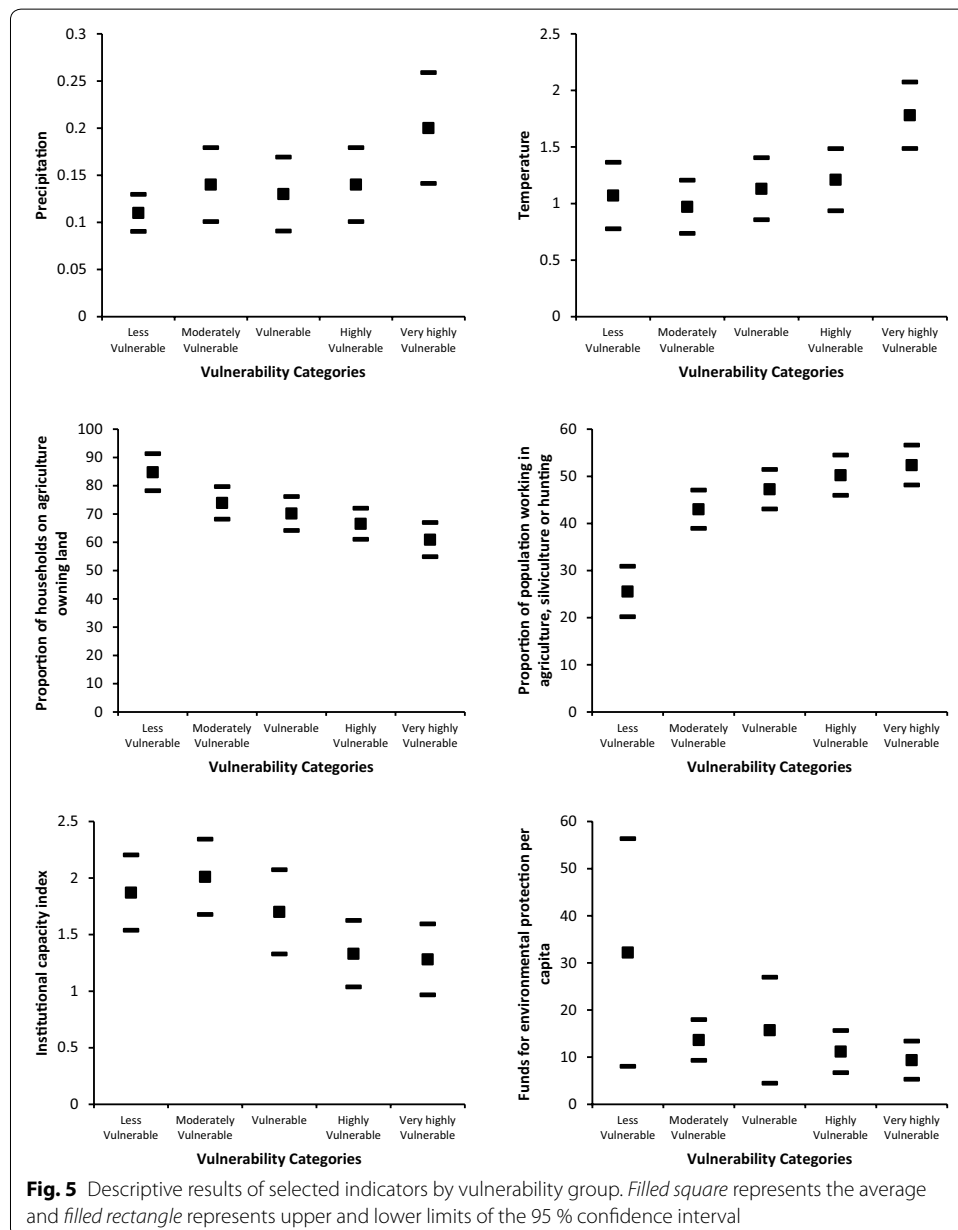 0.3
0.25
0.2
0.15
0.1
0.05
0
Precipitation
Less Vulnerable
Moderately Vulnerable
Vulnerable
Highly Vulnerable
Very highly Vulnerable
Vulnerability Categories
2.5
2
1.5
1
0.5
0
Temperature
Less Vulnerable
Moderately Vulnerable
Vulnerable
Highly Vulnerable
Very highly Vulnerable
Vulnerability Categories
100
90
80
70
60
50
40
30
20
10
0
Proportion of households on agriculture
owning land
Less Vulnerable
Moderately Vulnerable
Vulnerable
Highly Vulnerable
Very highly Vulnerable
Vulnerability Categories
60
50
40
30
20
10
0
Proportion of population working in
agriculture, silviculture or hunting
Less Vulnerable
Moderately Vulnerable
Vulnerable
Highly Vulnerable
Very highly Vulnerable
Vulnerability Categories
2.5
2
1.5
1
0.5
0
Institutional capacity index
Less Vulnerable
Moderately Vulnerable
Vulnerable
Highly Vulnerable
Very highly Vulnerable
Vulnerability Categories
60
50
40
30
20
10
0
Funds for environmental protection per
capita
Less Vulnerable
Moderately Vulnerable
Vulnerable
Highly Vulnerable
Very highly Vulnerable
Vulnerability Categories
Fig. 5 Descriptive results of selected indicators by vulnerability group. Filled square represents the average
and filled rectangle represents upper and lower limits of the 95 % confidence interval